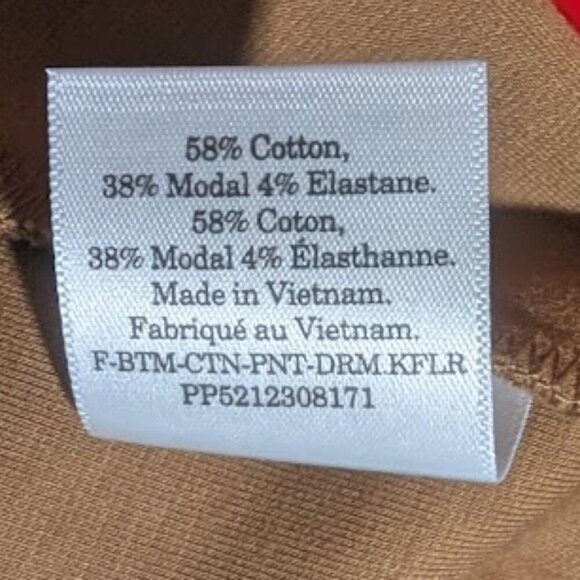 58% Cotton,
38% Modal 4% Elastane.
58% Coton,
38% Modal 4% Élasthanne.
Made in Vietnam.
Fabriqué au Vietnam.
F-BTM-CTN-PNT-DRM.KFLR
PP5212308171